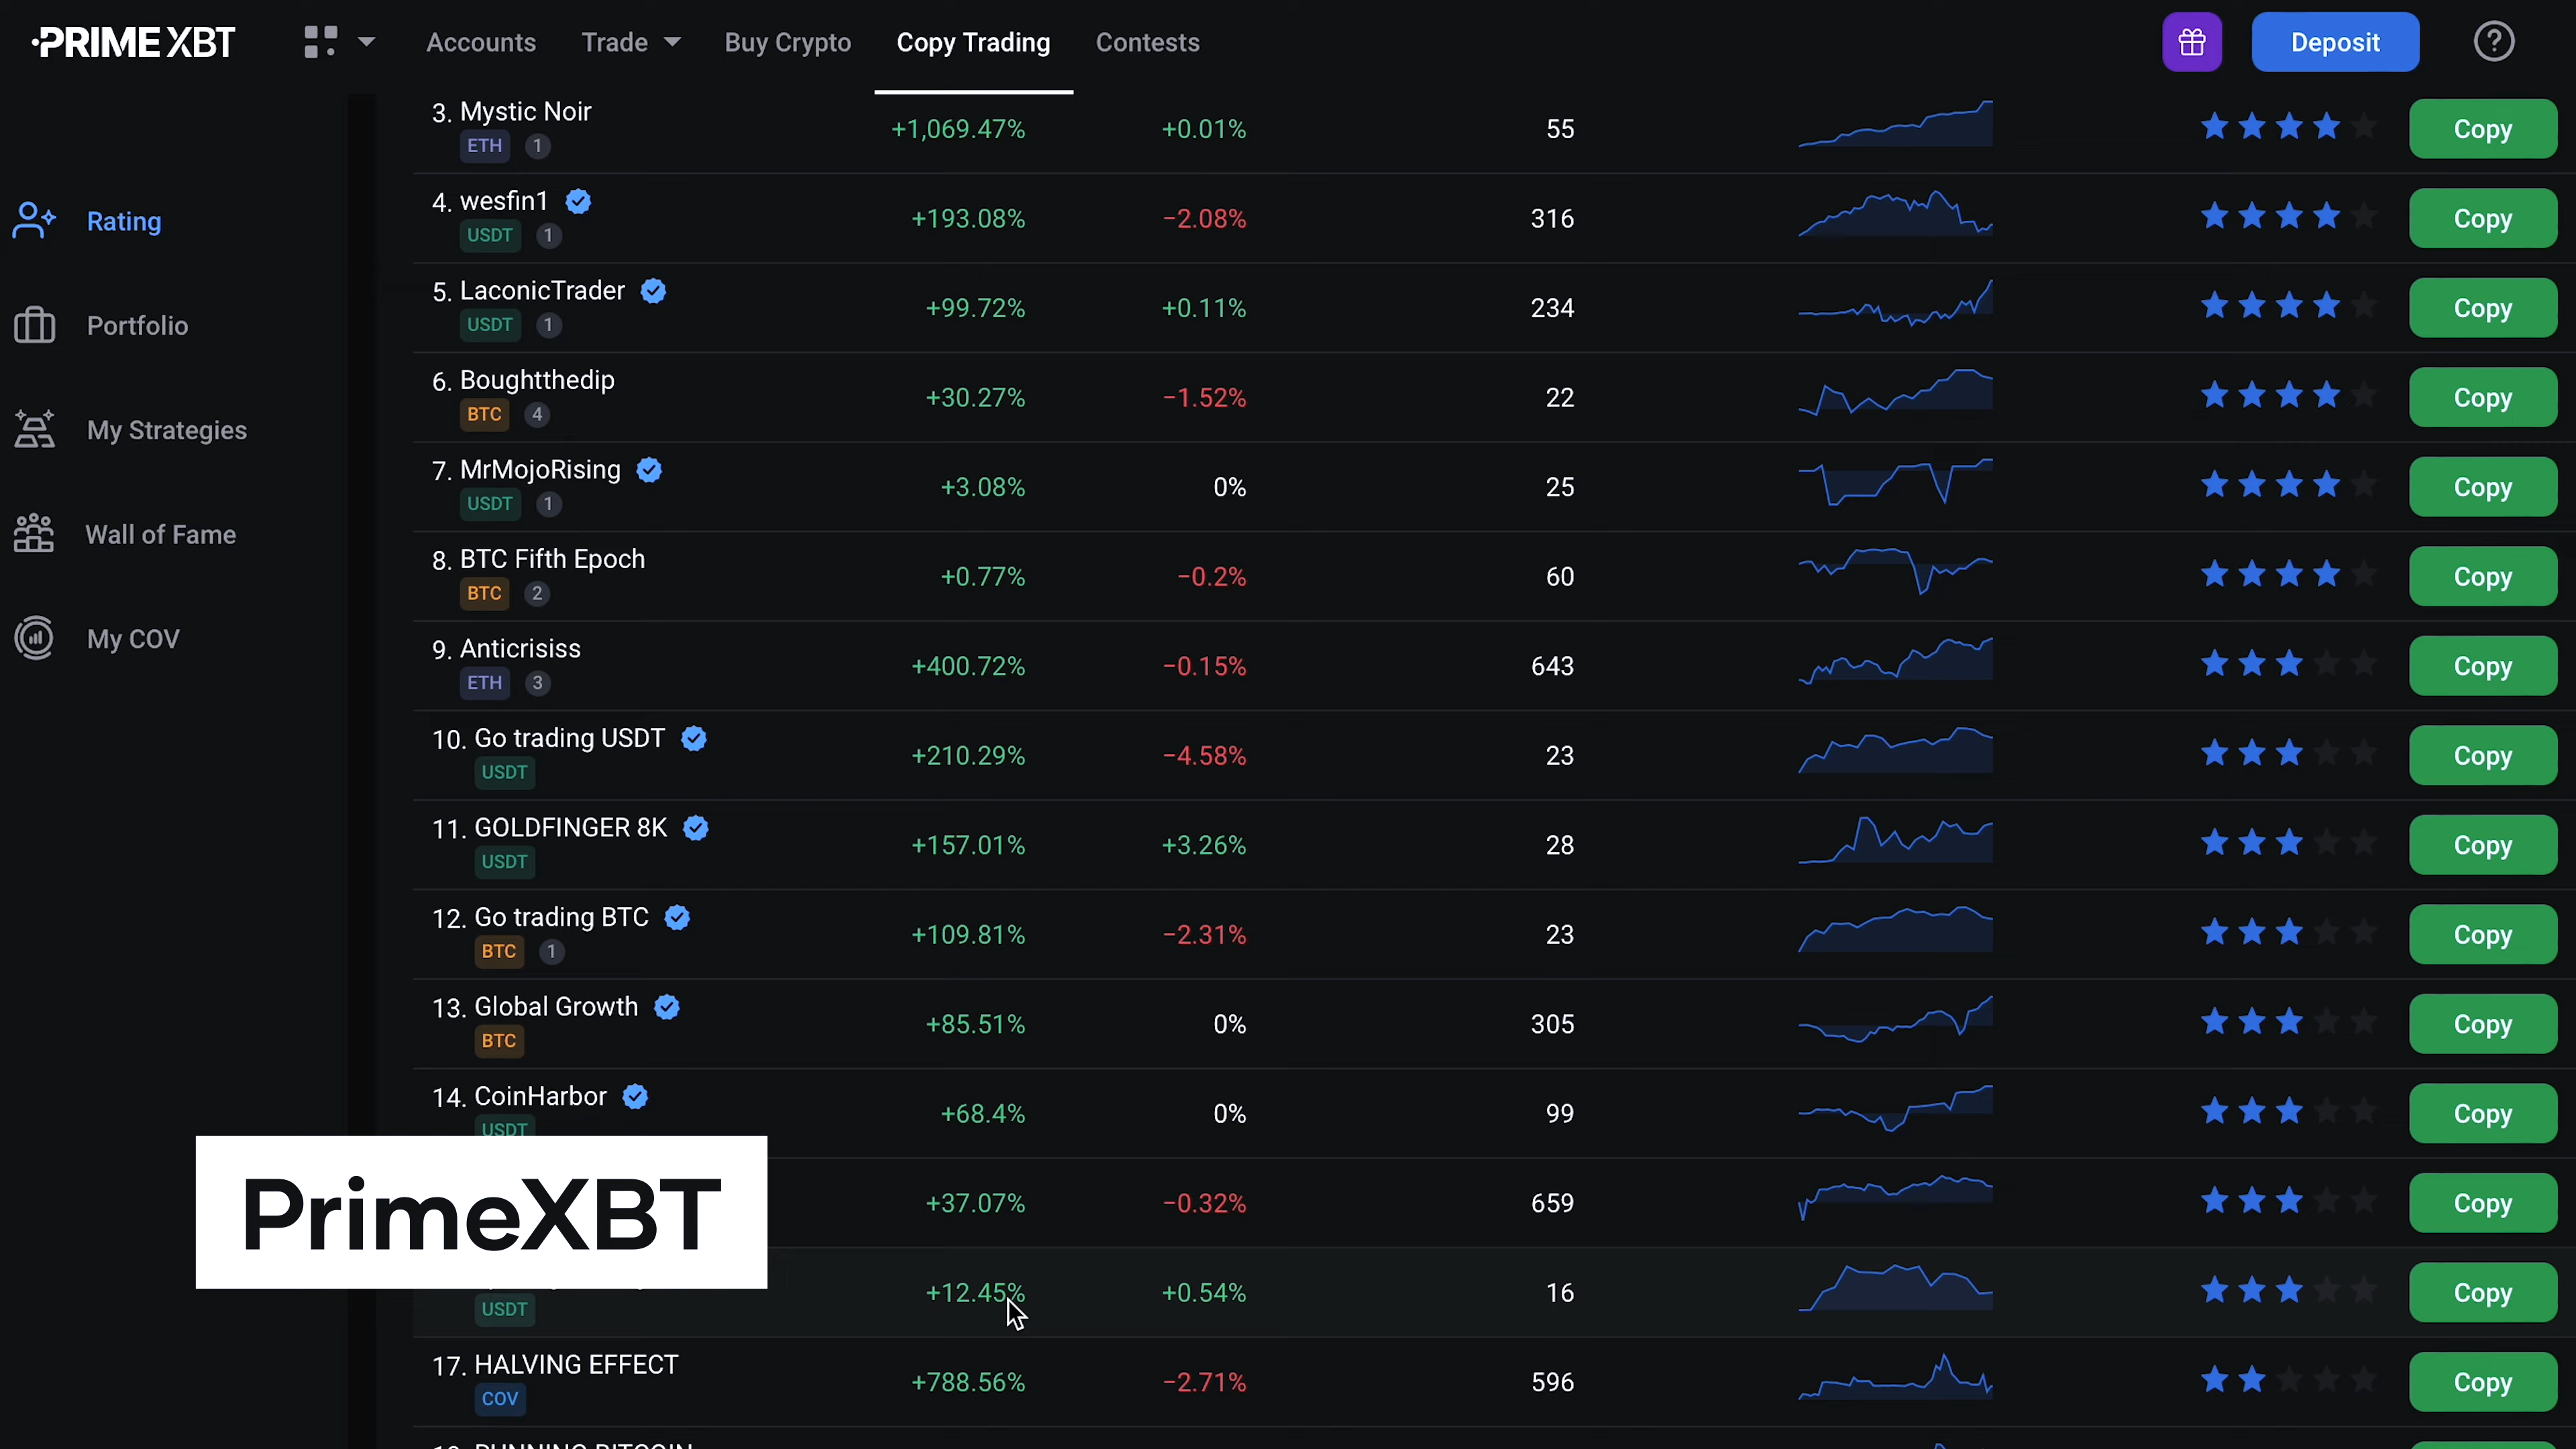 PRIME XBT Accounts Trade Buy Crypto Copy Trading Contests Deposit ?
Rating
Portfolio
My Strategies
Wall of Fame
My COV
3. Mystic Noir +1,069.47% +0.01% 55 Copy
ETH 1
4. wesfin1 +193.08% −2.08% 316 Copy
USDT 1
5. LaconicTrader +99.72% +0.11% 234 Copy
USDT 1
6. Boughtthedip +30.27% −1.52% 22 Copy
BTC 4
7. MrMojoRising +3.08% 0% 25 Copy
USDT 1
8. BTC Fifth Epoch +0.77% −0.2% 60 Copy
BTC 2
9. Anticrisiss +400.72% −0.15% 643 Copy
ETH 3
10. Go trading USDT +210.29% −4.58% 23 Copy
USDT
11. GOLDFINGER 8K +157.01% +3.26% 28 Copy
USDT
12. Go trading BTC +109.81% −2.31% 23 Copy
BTC 1
13. Global Growth +85.51% 0% 305 Copy
BTC
14. CoinHarbor +68.4% 0% 99 Copy
USDT
+37.07% −0.32% 659 Copy
PrimeXBT
+12.45% +0.54% 16 Copy
USDT
17. HALVING EFFECT +788.56% −2.71% 596 Copy
COV
RUNNING BITCOIN